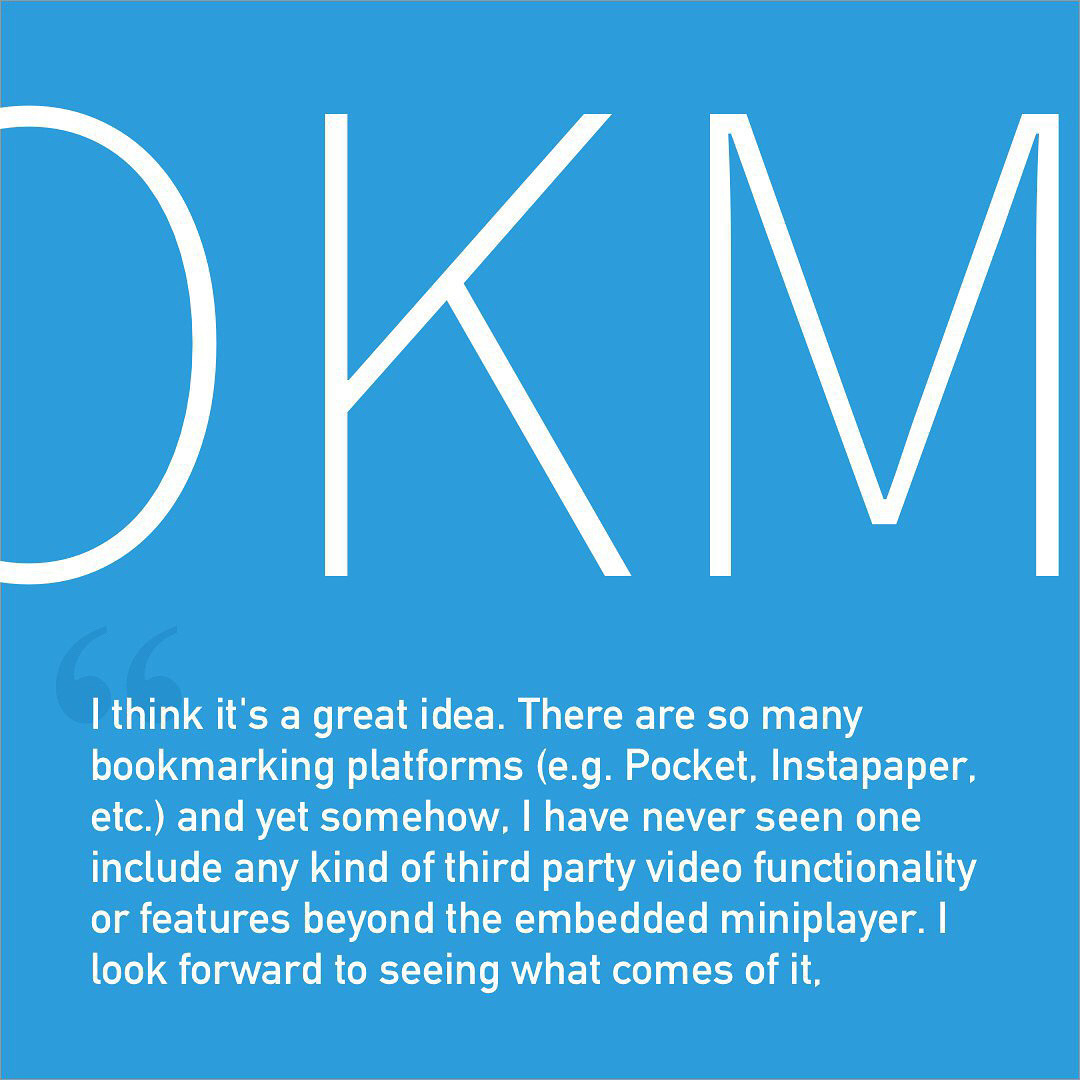 OKM
“
I think it's a great idea. There are so many
bookmarking platforms (e.g. Pocket, Instapaper,
etc.) and yet somehow, I have never seen one
include any kind of third party video functionality
or features beyond the embedded miniplayer. I
look forward to seeing what comes of it,